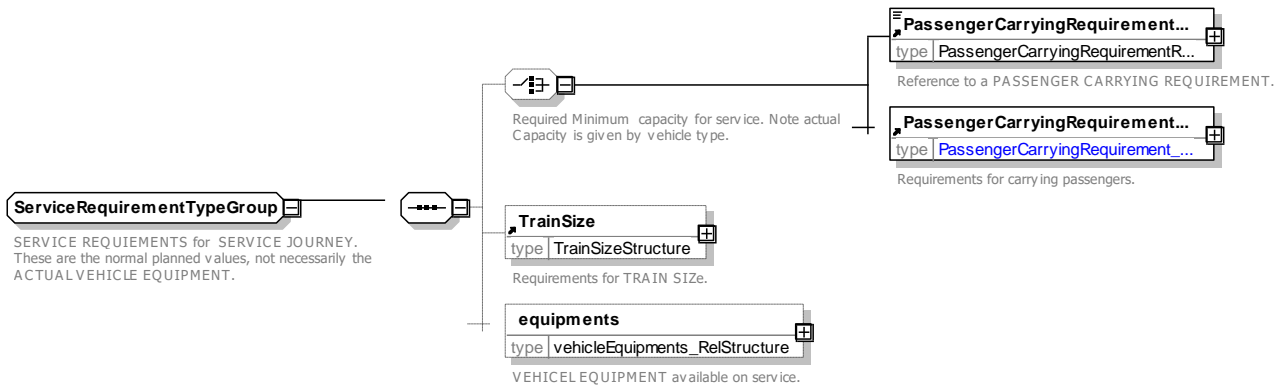 PassengerCarryingRequirement...
type PassengerCarryingRequirementR...
Reference to a PASSENGER CARRYING REQUIREMENT.
Required Minimum capacity for service. Note actual
Capacity is given by vehicle type.
PassengerCarryingRequirement...
type PassengerCarryingRequirement_...
Requirements for carrying passengers.
ServiceRequirementTypeGroup
SERVICE REQUIEMENTS for SERVICE JOURNEY.
These are the normal planned values, not necessarily the
ACTUAL VEHICLE EQUIPMENT.
TrainSize
type TrainSizeStructure
Requirements for TRAIN SIZe.
equipments
type vehicleEquipments_RelStructure
VEHICEL EQUIPMENT available on service.